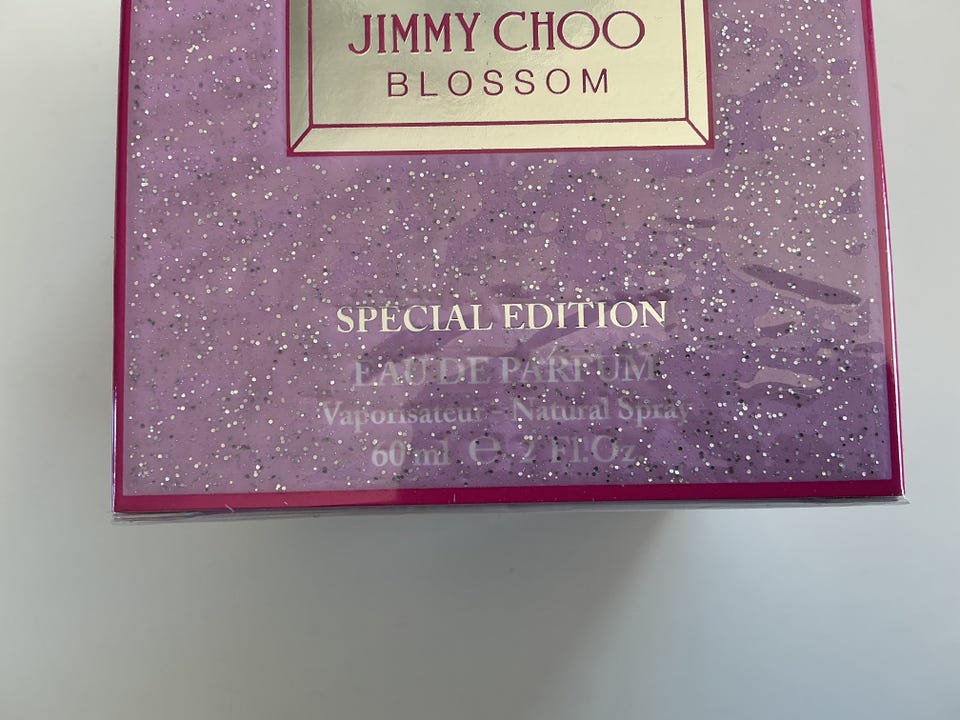 JIMMY CHOO
BLOSSOM
SPECIAL EDITION
EAU DE PARFUM
Vaporisateur - Natural Spray
60 ml ℮ 2 Fl.Oz